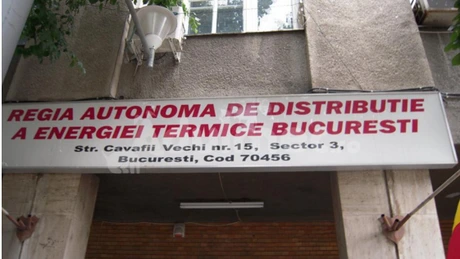 REGIA AUTONOMA DE DISTRIBUTIE
A ENERGIEI TERMICE BUCURESTI
Str. Cavafii Vechi nr. 15, Sector 3,
Bucuresti, Cod 70456